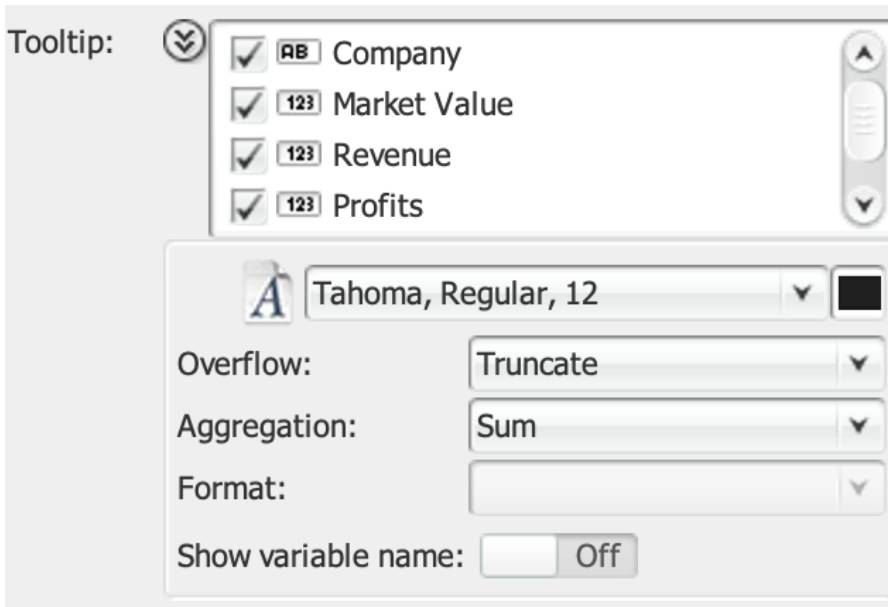 Tooltip:
AB Company
123 Market Value
123 Revenue
123 Profits
A Tahoma, Regular, 12
Overflow: Truncate
Aggregation: Sum
Format:
Show variable name: Off